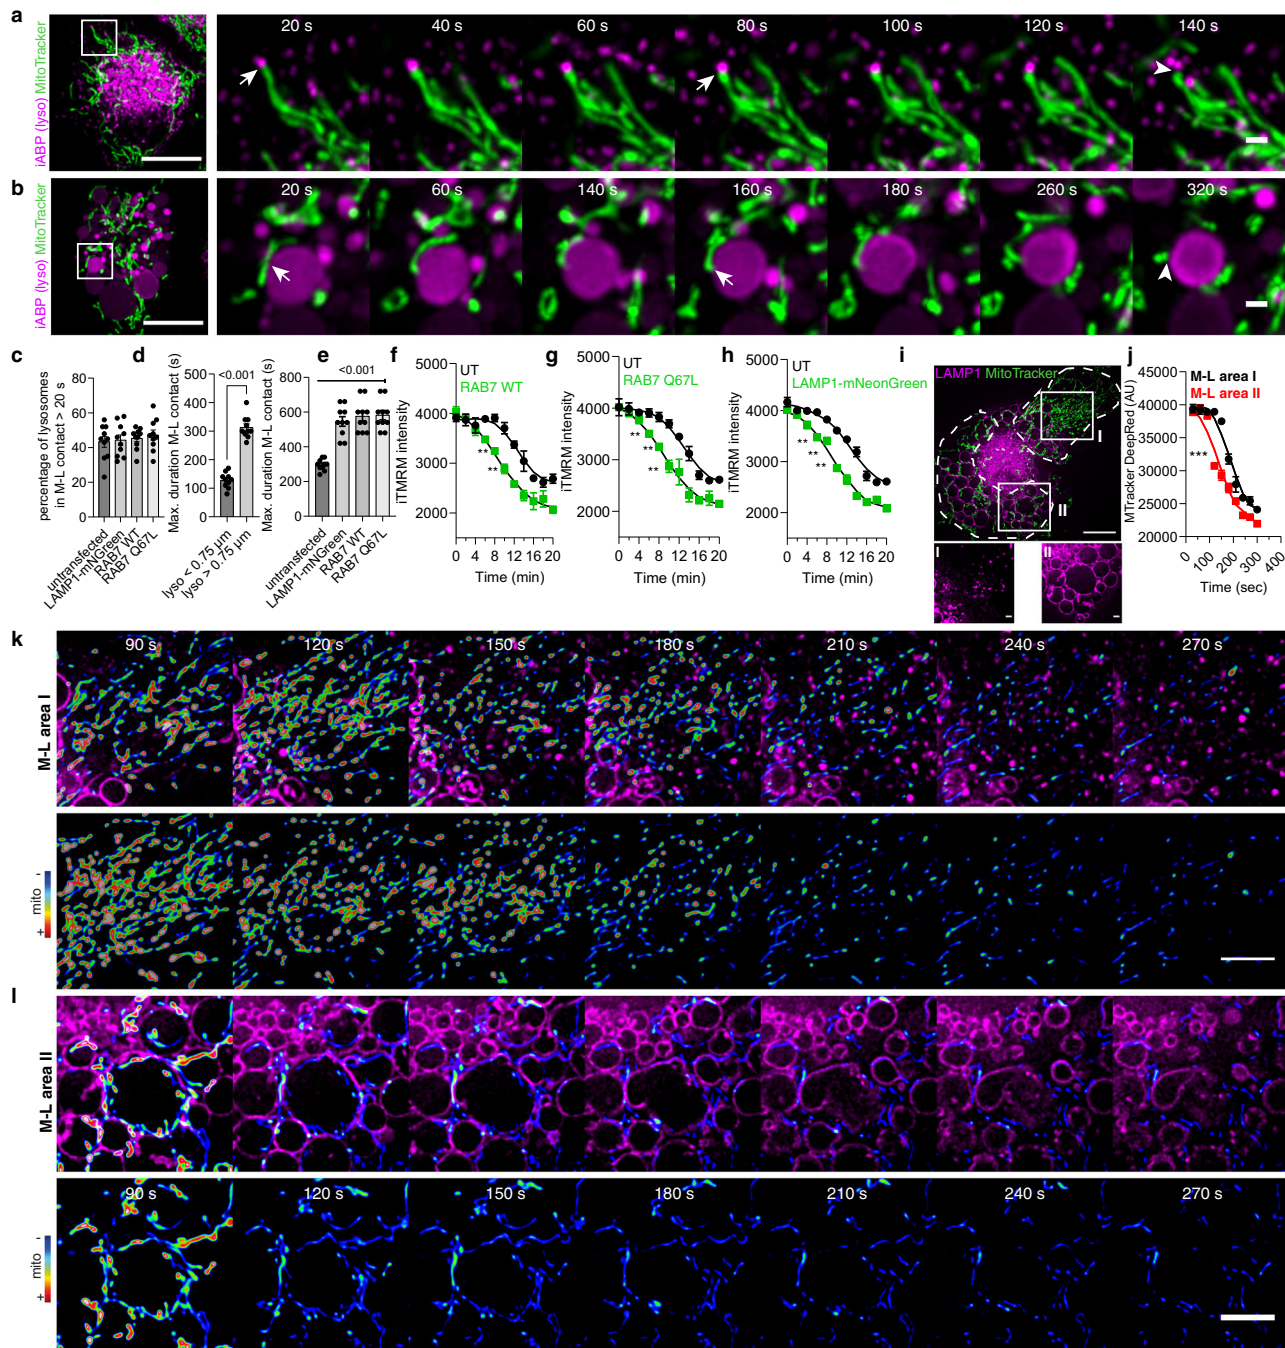 a
iABP (lyso) MitoTracker
20 s
40 s
60 s
80 s
100 s
120 s
140 s
b
iABP (lyso) MitoTracker
20 s
60 s
140 s
160 s
180 s
260 s
320 s
c
percentage of lysosomes
in M-L contact > 20 s
80
60
40
20
0
untransfected
LAMP1-mNGreen
RAB7 WT
RAB7 Q67L
d
Max. duration M-L contact (s)
500
400
300
200
100
0
<0.001
lyso < 0.75 µm
lyso > 0.75 µm
e
Max. duration M-L contact (s)
800
600
400
200
0
<0.001
untransfected
LAMP1-mNGreen
RAB7 WT
RAB7 Q67L
f
iTMRM intensity
5000
4000
3000
2000
UT
RAB7 WT
**
**
0 4 8 12 16 20
Time (min)
g
iTMRM intensity
5000
4000
3000
2000
UT
RAB7 Q67L
**
**
**
0 4 8 12 16 20
Time (min)
h
iTMRM intensity
5000
4000
3000
2000
UT
LAMP1-mNeonGreen
**
**
**
0 4 8 12 16 20
Time (min)
i
LAMP1 MitoTracker
I
II
I
II
j
MTracker DeepRed (AU)
45000
40000
35000
30000
25000
20000
M-L area I
M-L area II
****
0 100 200 300 400
Time (sec)
k
M-L area I
90 s
120 s
150 s
180 s
210 s
240 s
270 s
+ mito -
l
M-L area II
90 s
120 s
150 s
180 s
210 s
240 s
270 s
+ mito -